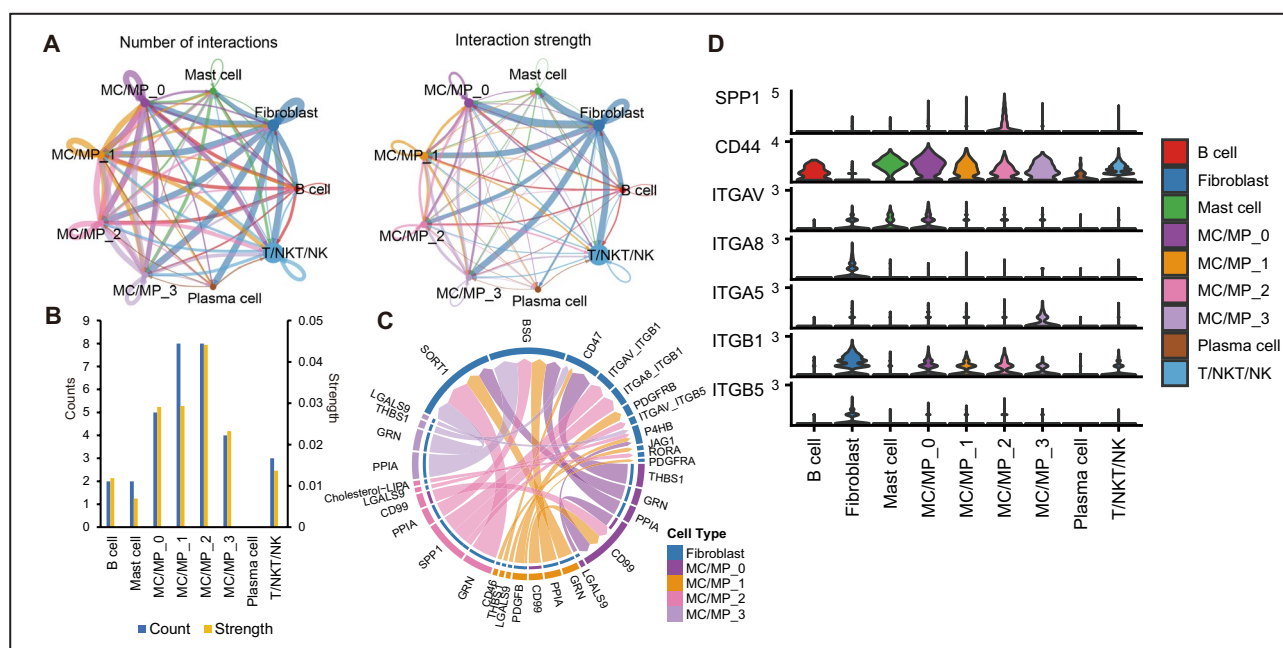 A
Number of interactions
Mast cell
MC/MP_0
Fibroblast
MC/MP_1
B cell
MC/MP_2
T/NKT/NK
MC/MP_3
Plasma cell
Interaction strength
Mast cell
MC/MP_0
Fibroblast
MC/MP_1
B cell
MC/MP_2
T/NKT/NK
MC/MP_3
Plasma cell
B
9
8
7
6
5
4
3
2
1
0
Counts
0.05
0.04
0.03
0.02
0.01
0
Strength
B cell
Mast cell
MC/MP_0
MC/MP_1
MC/MP_2
MC/MP_3
Plasma cell
T/NKT/NK
Count
Strength
C
SORT1
BSG
CD47
ITGAV_ITGB1
ITGA8_ITGB1
PDGFRB
ITGAV_ITGB5
P4HB
JAG1
RORA
PDGFRA
THBS1
GRN
PPIA
CD99
LGALS9
GRN
PPIA
CD99
PDGFB
LGALS9
THBS1
CD46
GRN
SPP1
PPIA
CD99
LGALS9
Cholesterol-LIPA
PPIA
GRN
THBS1
LGALS9
Cell Type
Fibroblast
MC/MP_0
MC/MP_1
MC/MP_2
MC/MP_3
D
SPP1 5
CD44 4
ITGAV 3
ITGA8 3
ITGA5 3
ITGB1 3
ITGB5 3
B cell
Fibroblast
Mast cell
MC/MP_0
MC/MP_1
MC/MP_2
MC/MP_3
Plasma cell
T/NKT/NK
B cell
Fibroblast
Mast cell
MC/MP_0
MC/MP_1
MC/MP_2
MC/MP_3
Plasma cell
T/NKT/NK